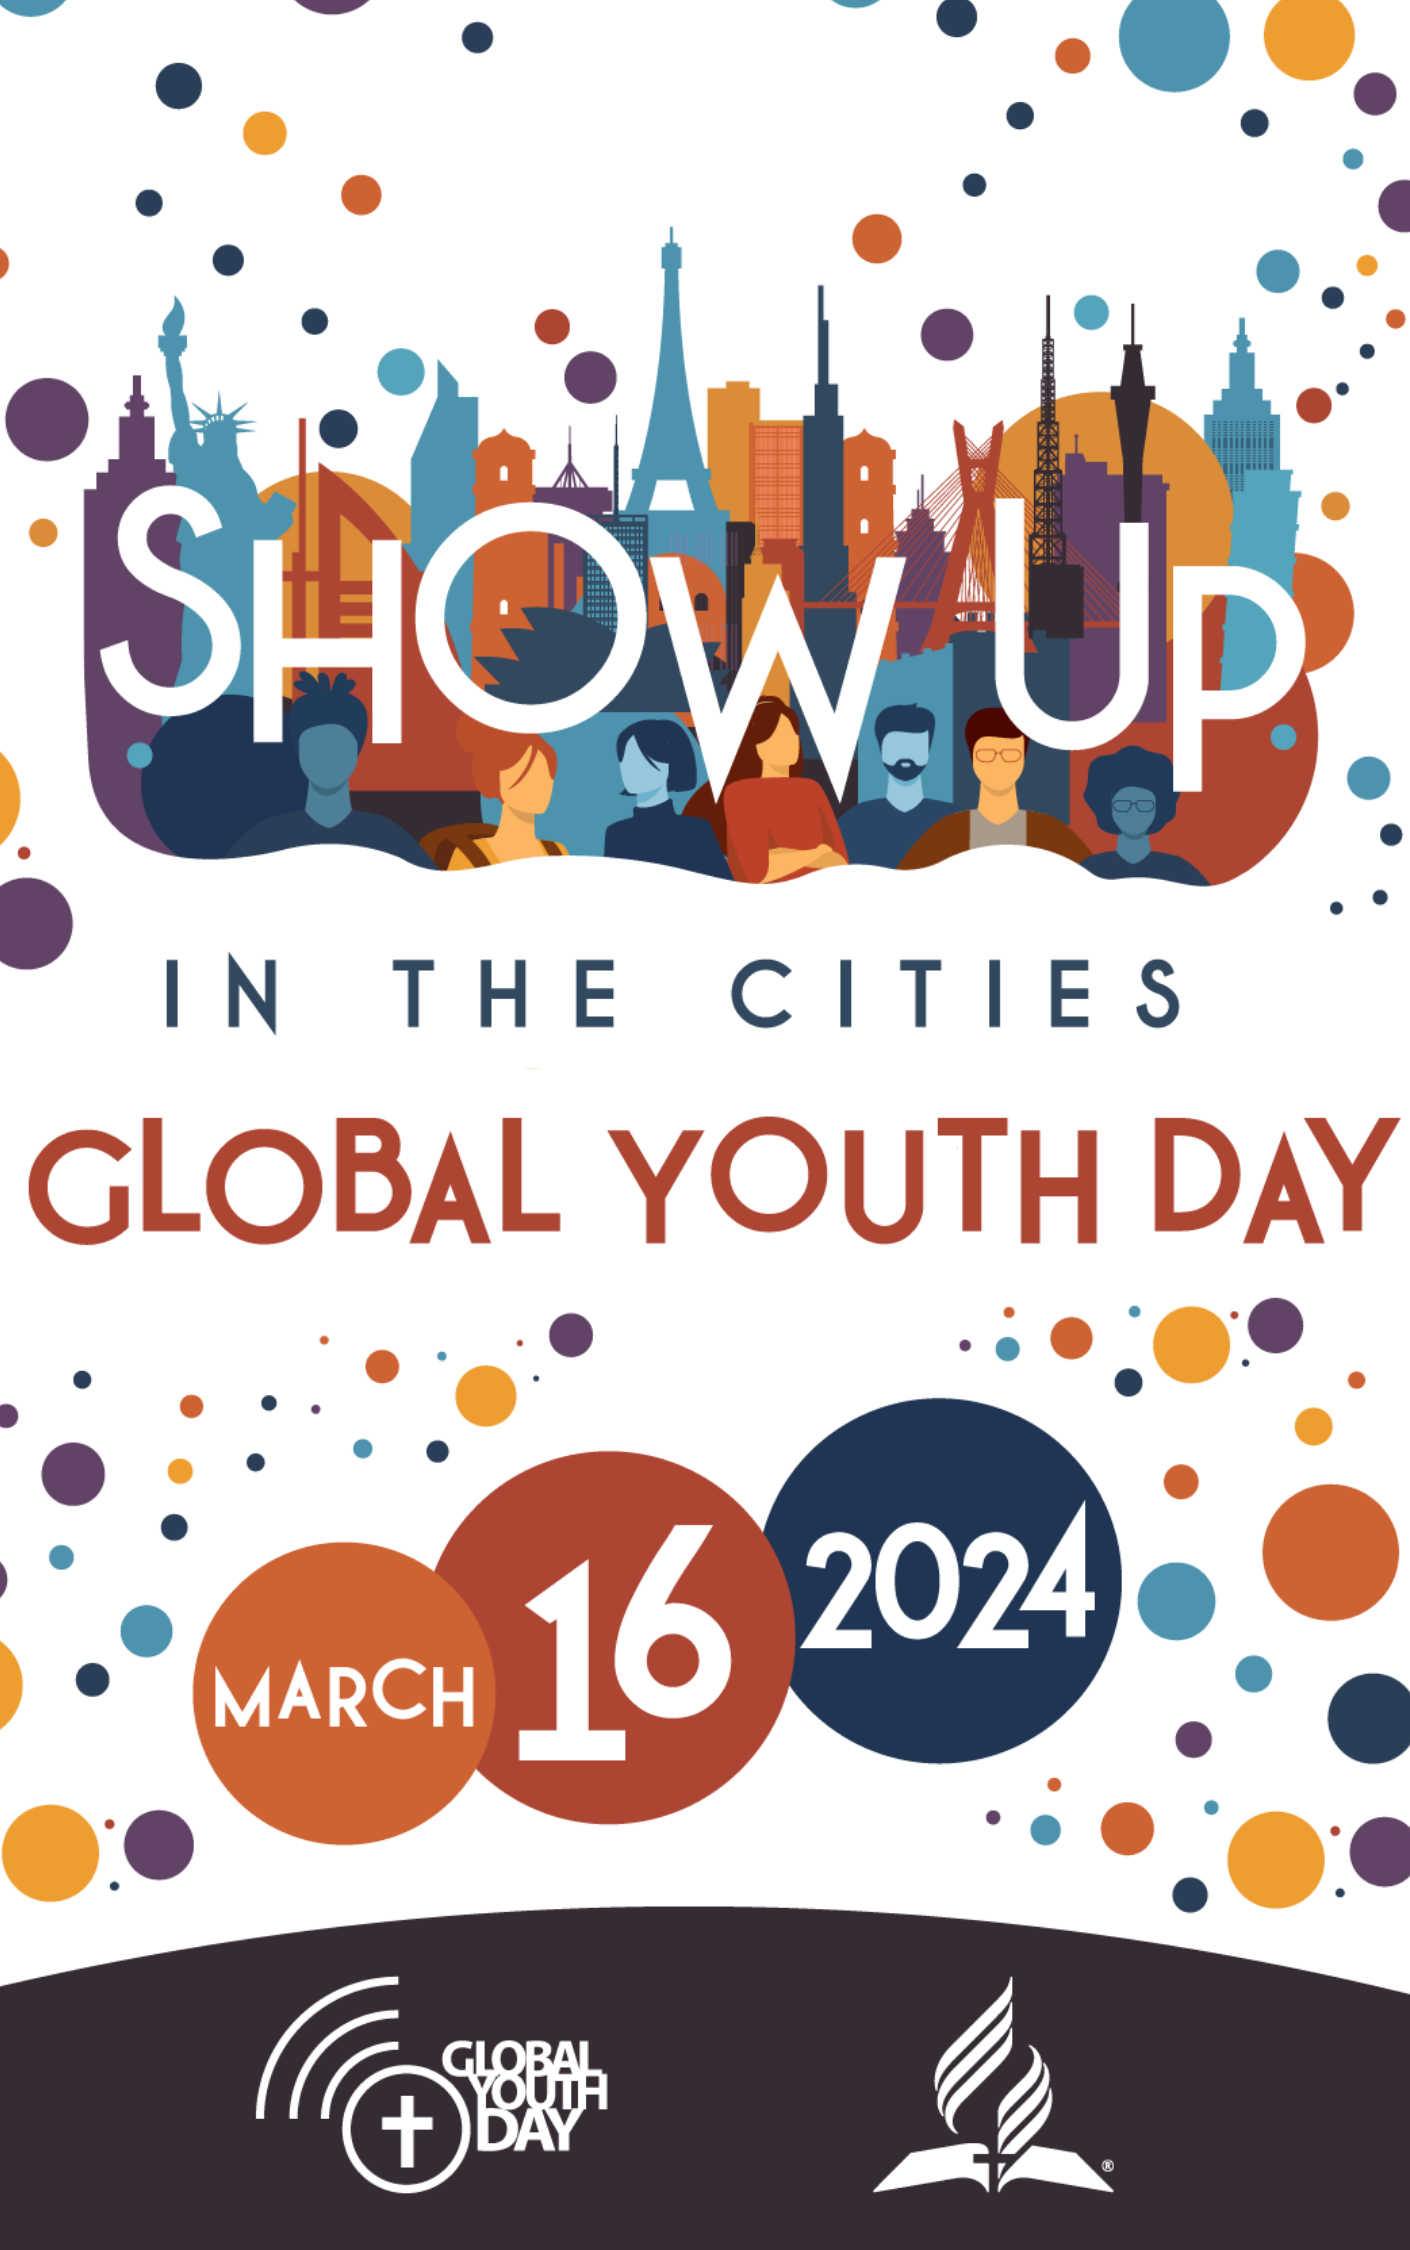 SHOW UP
IN THE CITIES
GLOBAL YOUTH DAY
MARCH 16 2024
GLOBAL
YOUTH
DAY
®